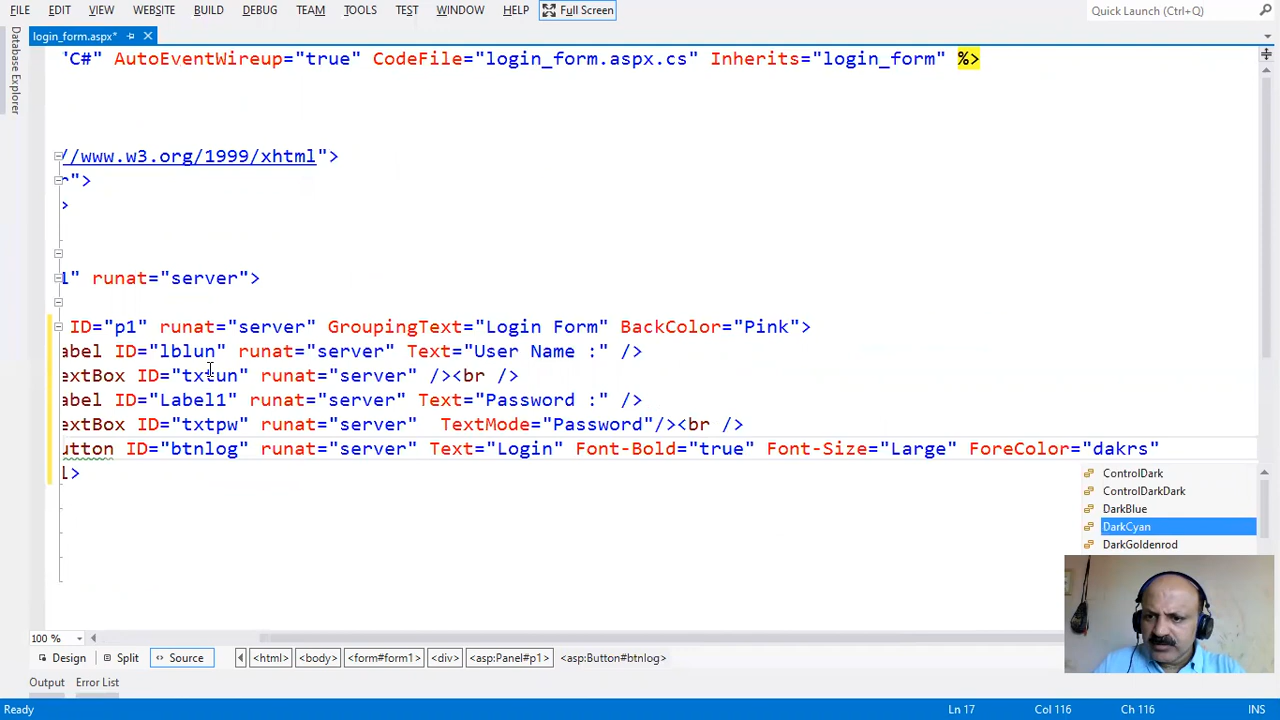 FILE EDIT VIEW WEBSITE BUILD DEBUG TEAM TOOLS TEST WINDOW HELP Full Screen Quick Launch (Ctrl+Q)
login_form.aspx*
Database Explorer
"C#" AutoEventWireup="true" CodeFile="login_form.aspx.cs" Inherits="login_form" %>
//www.w3.org/1999/xhtml">
r">
>
1" runat="server">
ID="p1" runat="server" GroupingText="Login Form" BackColor="Pink">
abel ID="lblun" runat="server" Text="User Name :" />
extBox ID="txtun" runat="server" /><br />
abel ID="Label1" runat="server" Text="Password :" />
extBox ID="txtpw" runat="server"  TextMode="Password"/><br />
utton ID="btnlog" runat="server" Text="Login" Font-Bold="true" Font-Size="Large" ForeColor="dakrs"
l>
ControlDark
ControlDarkDark
DarkBlue
DarkCyan
DarkGoldenrod
100 %
Design Split Source <html> <body> <form#form1> <div> <asp:Panel#p1> <asp:Button#btnlog>
Output Error List
Ready Ln 17 Col 116 Ch 116 INS